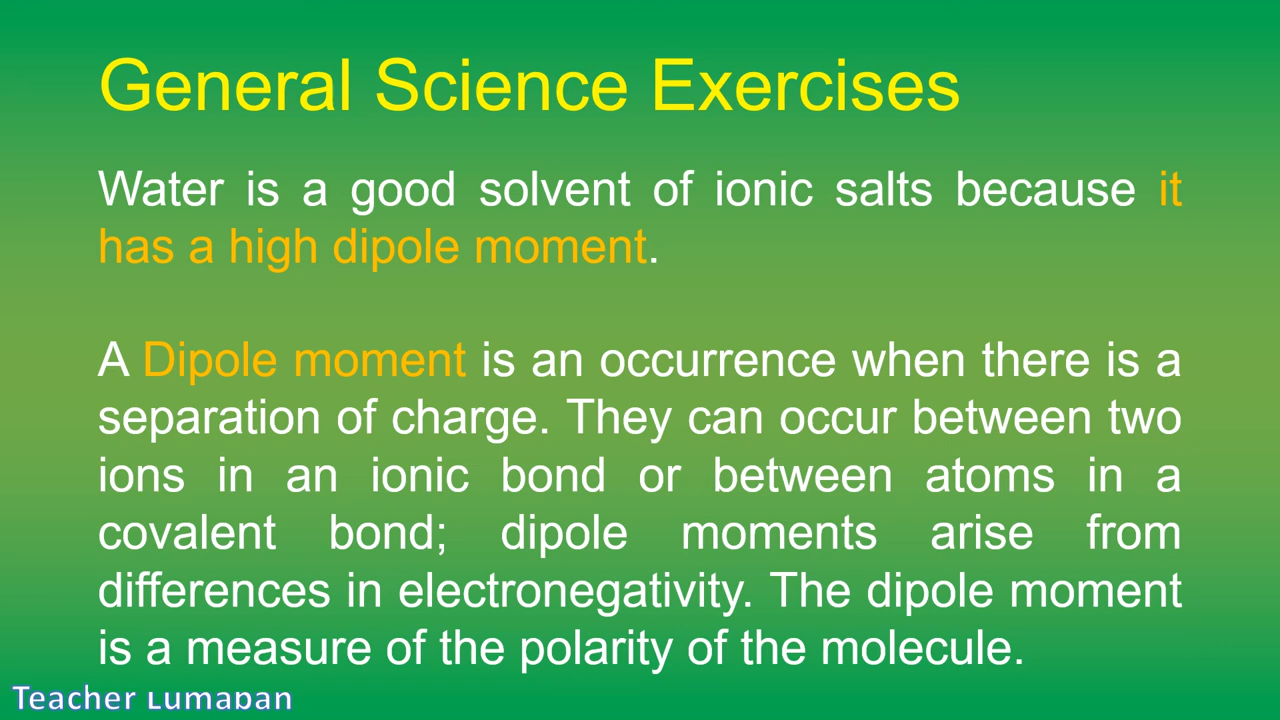 General Science Exercises
Water is a good solvent of ionic salts because it
has a high dipole moment.
A Dipole moment is an occurrence when there is a
separation of charge. They can occur between two
ions in an ionic bond or between atoms in a
covalent bond; dipole moments arise from
differences in electronegativity. The dipole moment
is a measure of the polarity of the molecule.
Teacher Lumapan